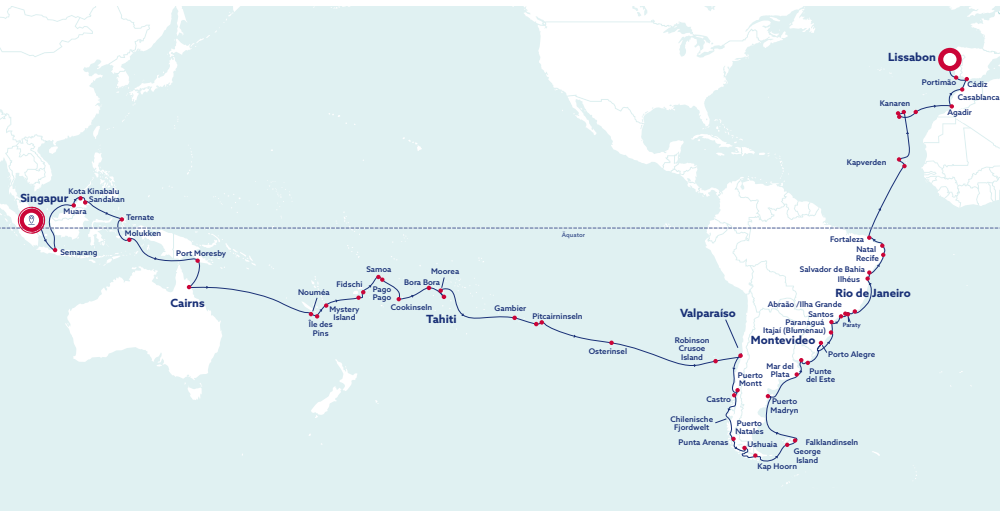 Lissabon
Portimão
Cádiz
Casablanca
Agadir
Kanaren
Kapverden
Kota Kinabalu
Sandakan
Singapur
Muara
Ternate
Molukken
Semarang
Port Moresby
Äquator
Cairns
Nouméa
Île des
Pins
Mystery
Island
Fidschi
Samoa
Pago
Pago
Cookinseln
Bora Bora
Moorea
Tahiti
Gambier
Pitcairninseln
Osterinsel
Robinson
Crusoe
Island
Valparaíso
Fortaleza
Natal
Recife
Salvador de Bahia
Ilhéus
Rio de Janeiro
Abraão /Ilha Grande
Santos
Paraty
Paranaguá
Itajaí (Blumenau)
Montevideo
Porto Alegre
Punte
del Este
Mar del
Plata
Puerto
Montt
Castro
Puerto
Madryn
Chilenische
Fjordwelt
Puerto
Natales
Punta Arenas
Ushuaia
Falklandinseln
George
Island
Kap Hoorn